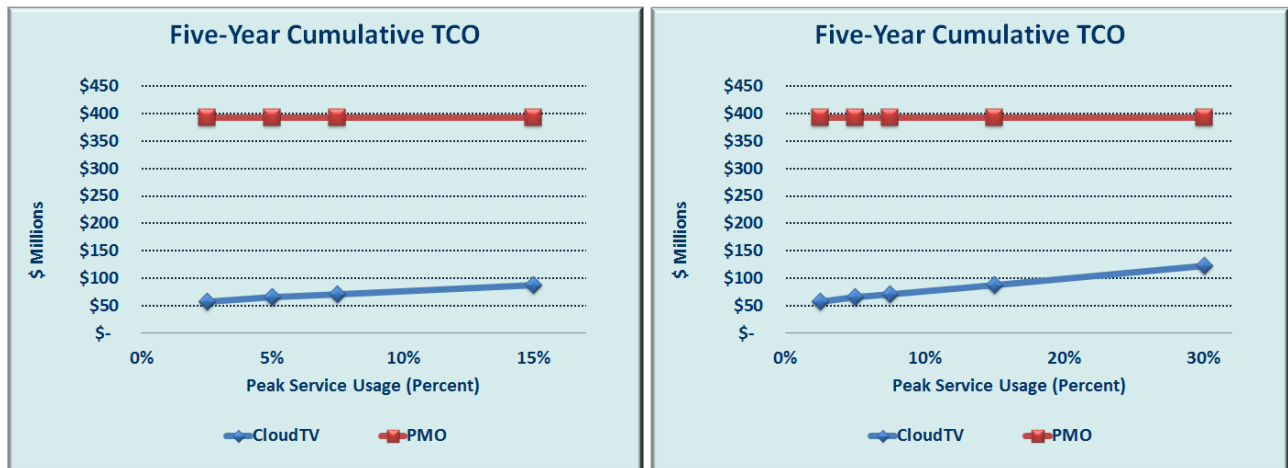 Five-Year Cumulative TCO
$450
$400
$350
$300
$250
$200
$150
$100
$50
$-
$ Millions
0%
5%
10%
15%
Peak Service Usage (Percent)
CloudTV
PMO
Five-Year Cumulative TCO
$450
$400
$350
$300
$250
$200
$150
$100
$50
$-
$ Millions
0%
10%
20%
30%
Peak Service Usage (Percent)
CloudTV
PMO